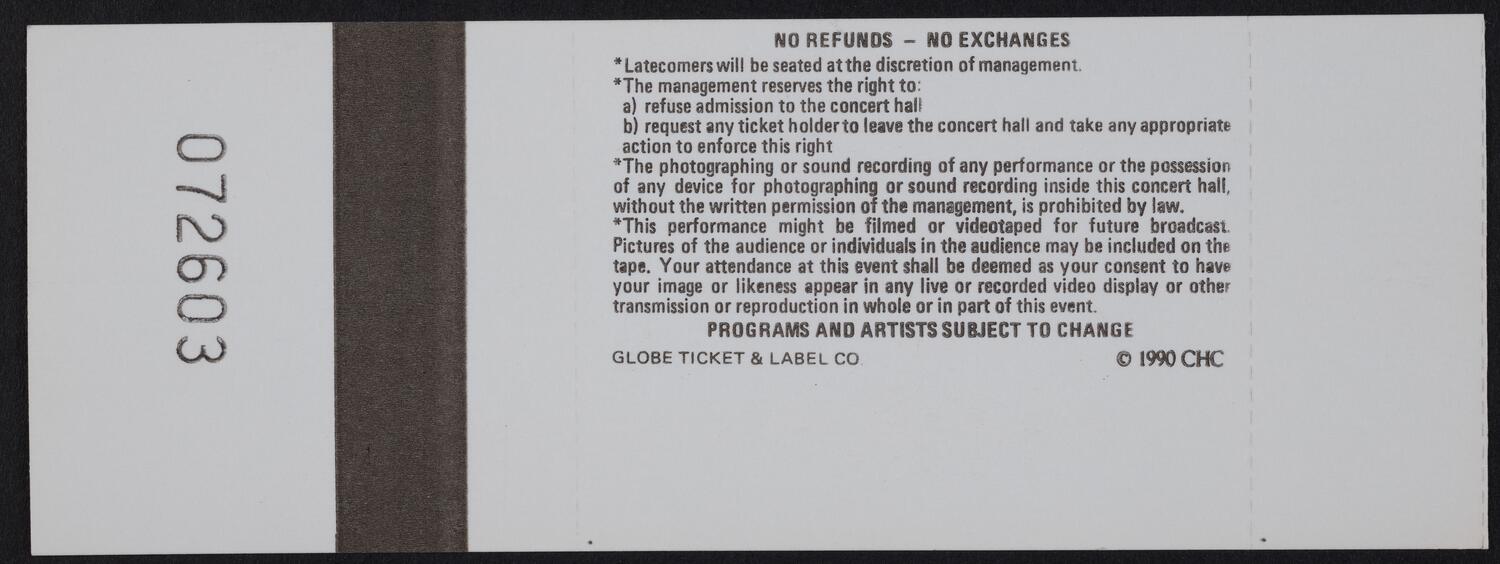 072603
NO REFUNDS – NO EXCHANGES
*Latecomers will be seated at the discretion of management.
*The management reserves the right to:
a) refuse admission to the concert hall
b) request any ticket holder to leave the concert hall and take any appropriate
action to enforce this right
*The photographing or sound recording of any performance or the possession
of any device for photographing or sound recording inside this concert hall,
without the written permission of the management, is prohibited by law.
*This performance might be filmed or videotaped for future broadcast.
Pictures of the audience or individuals in the audience may be included on the
tape. Your attendance at this event shall be deemed as your consent to have
your image or likeness appear in any live or recorded video display or other
transmission or reproduction in whole or in part of this event.
PROGRAMS AND ARTISTS SUBJECT TO CHANGE
GLOBE TICKET & LABEL CO. © 1990 CHC